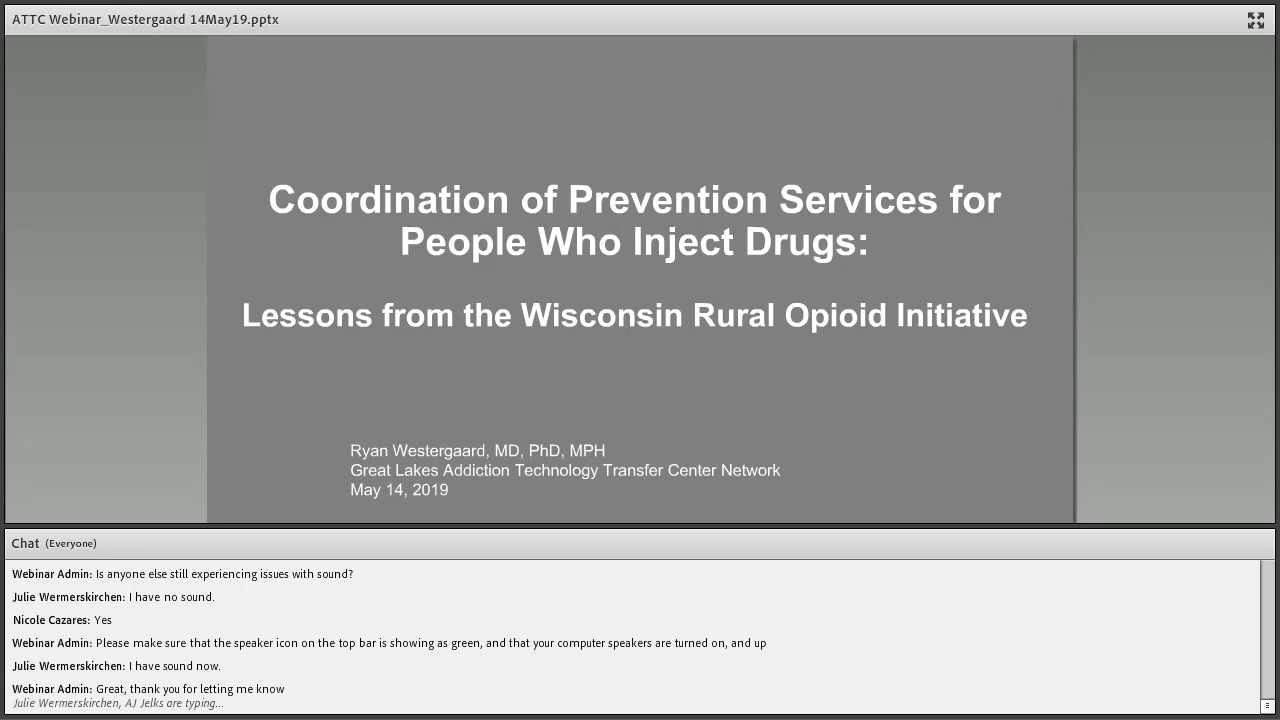 ATTC Webinar_Westergaard 14May19.pptx
Coordination of Prevention Services for
People Who Inject Drugs:
Lessons from the Wisconsin Rural Opioid Initiative
Ryan Westergaard, MD, PhD, MPH
Great Lakes Addiction Technology Transfer Center Network
May 14, 2019
Chat (Everyone)
Webinar Admin: Is anyone else still experiencing issues with sound?
Julie Wermerskirchen: I have no sound.
Nicole Cazares: Yes
Webinar Admin: Please make sure that the speaker icon on the top bar is showing as green, and that your computer speakers are turned on, and up
Julie Wermerskirchen: I have sound now.
Webinar Admin: Great, thank you for letting me know
Julie Wermerskirchen, AJ Jelks are typing...